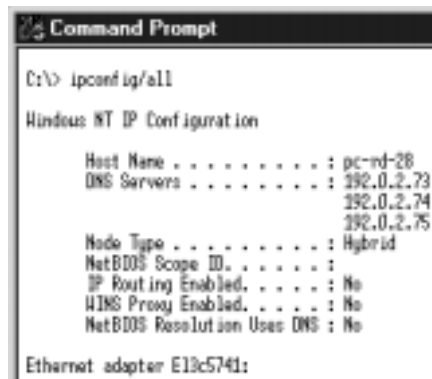 Command Prompt
C:\> ipconfig/all
Windows NT IP Configuration
Host Name . . . . . . . . . : pc-rd-28
DNS Servers . . . . . . . . : 192.0.2.73
192.0.2.74
192.0.2.75
Node Type . . . . . . . . . : Hybrid
NetBIOS Scope ID. . . . . . :
IP Routing Enabled. . . . . : No
WINS Proxy Enabled. . . . . : No
NetBIOS Resolution Uses DNS : No
Ethernet adapter El3c5741: